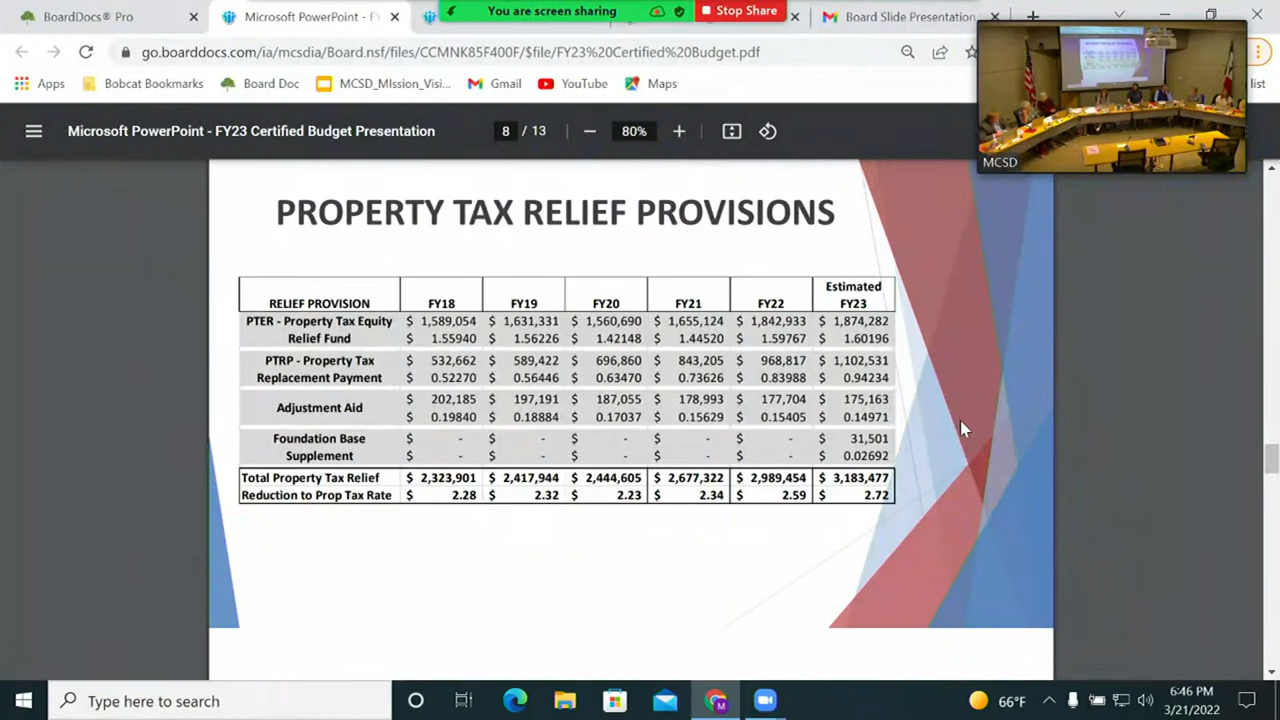 BoardDocs® Pro
Microsoft PowerPoint - FY
You are screen sharing
Stop Share
Board Slide Presentation
go.boarddocs.com/ia/mcsdia/Board.nsf/files/CCMNK55F400F/$file/FY23%20Certified%20Budget.pdf
Apps
Bobcat Bookmarks
Board Doc
MCSD_MIssion_Visi...
Gmail
YouTube
Maps
list
Microsoft PowerPoint - FY23 Certified Budget Presentation
8 / 13
80%
MCSD
PROPERTY TAX RELIEF PROVISIONS
Estimated
RELIEF PROVISION FY18 FY19 FY20 FY21 FY22 FY23
PTER - Property Tax Equity $ 1,589,054 $ 1,631,331 $ 1,560,690 $ 1,655,124 $ 1,842,933 $ 1,874,282
Relief Fund $ 1.55940 $ 1.56226 $ 1.42148 $ 1.44520 $ 1.59767 $ 1.60196
PTRP - Property Tax $ 532,662 $ 589,422 $ 696,860 $ 843,205 $ 968,817 $ 1,102,531
Replacement Payment $ 0.52270 $ 0.56446 $ 0.63470 $ 0.73626 $ 0.83988 $ 0.94234
$ 202,185 $ 197,191 $ 187,055 $ 178,993 $ 177,704 $ 175,163
Adjustment Aid
$ 0.19840 $ 0.18884 $ 0.17037 $ 0.15629 $ 0.15405 $ 0.14971
Foundation Base $ - $ - $ - $ - $ - $ 31,501
Supplement $ - $ - $ - $ - $ - $ 0.02692
Total Property Tax Relief $ 2,323,901 $ 2,417,944 $ 2,444,605 $ 2,677,322 $ 2,989,454 $ 3,183,477
Reduction to Prop Tax Rate $ 2.28 $ 2.32 $ 2.23 $ 2.34 $ 2.59 $ 2.72
Type here to search
66°F
6:46 PM
3/21/2022